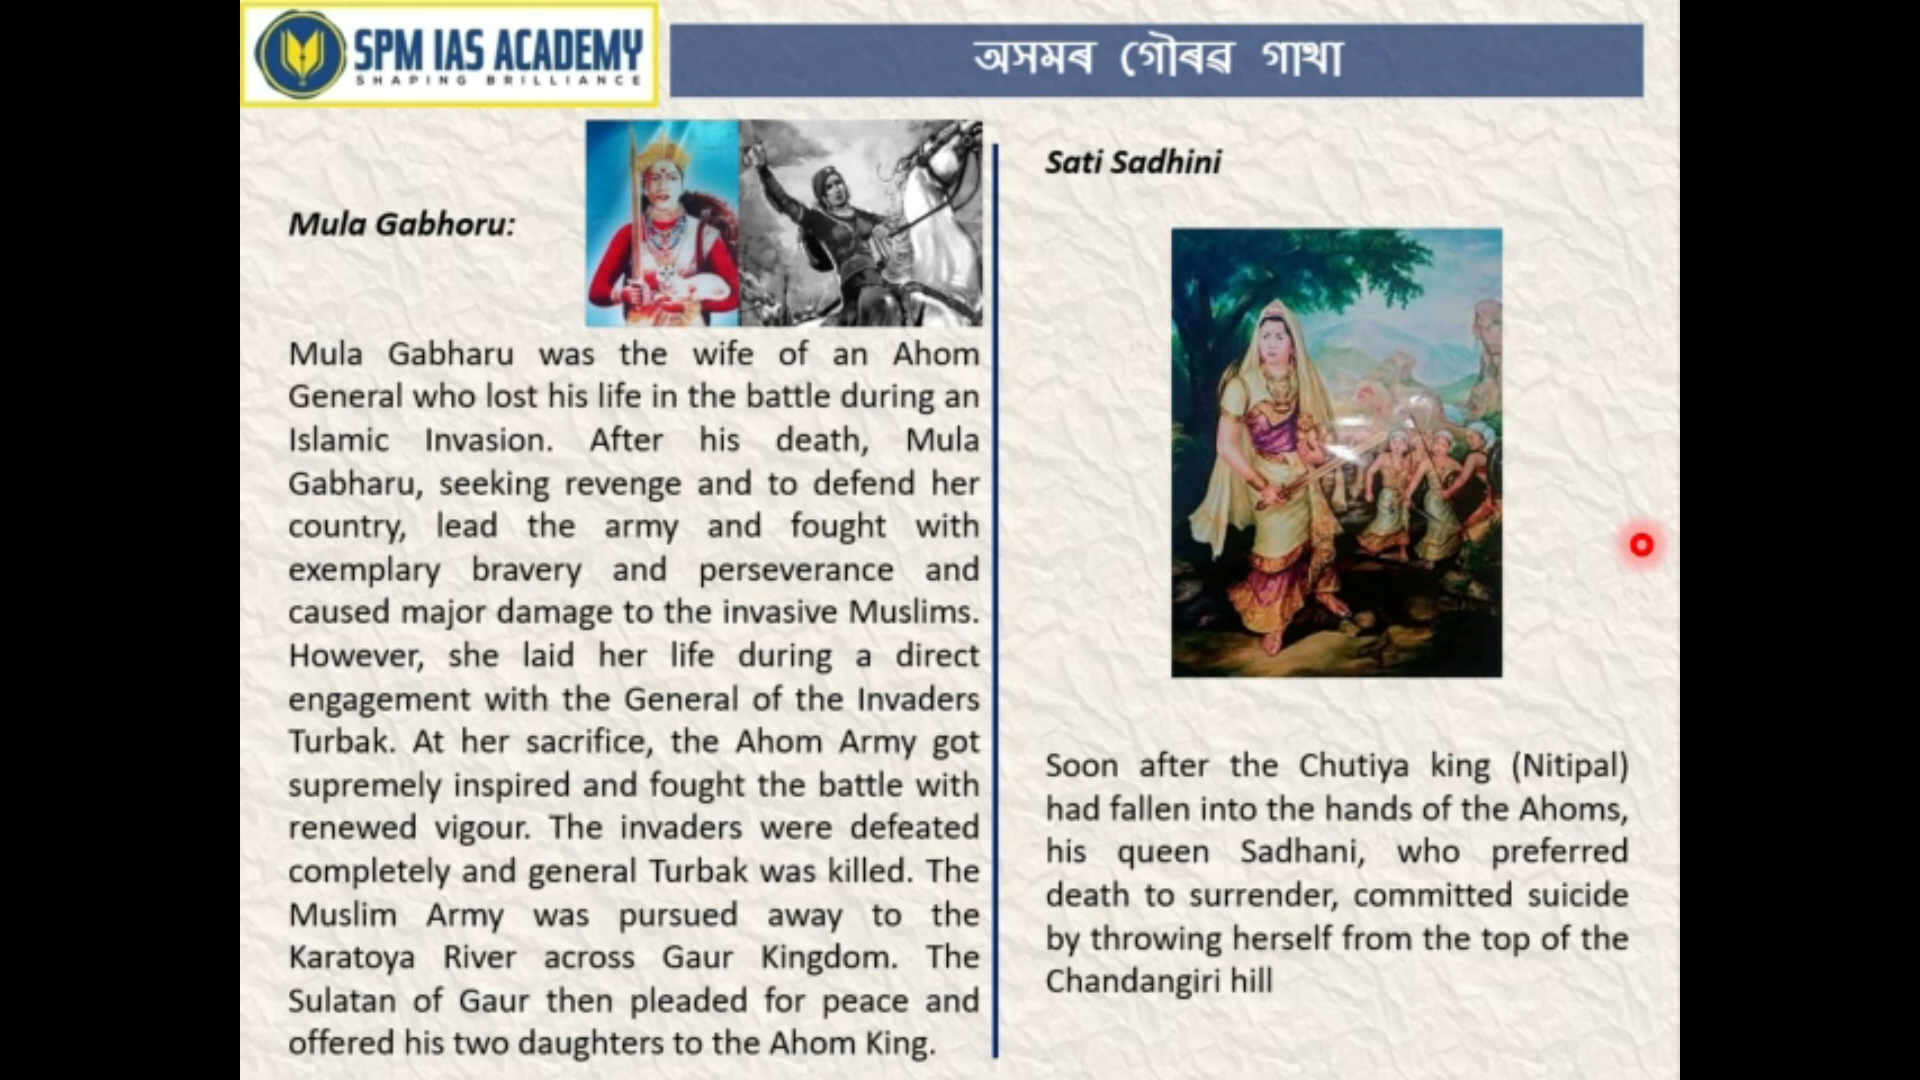 SPM IAS ACADEMY
SHAPING BRILLIANCE
অসমৰ গৌৰৱ গাথা
Mula Gabhoru:
Mula Gabharu was the wife of an Ahom
General who lost his life in the battle during an
Islamic Invasion. After his death, Mula
Gabharu, seeking revenge and to defend her
country, lead the army and fought with
exemplary bravery and perseverance and
caused major damage to the invasive Muslims.
However, she laid her life during a direct
engagement with the General of the Invaders
Turbak. At her sacrifice, the Ahom Army got
supremely inspired and fought the battle with
renewed vigour. The invaders were defeated
completely and general Turbak was killed. The
Muslim Army was pursued away to the
Karatoya River across Gaur Kingdom. The
Sulatan of Gaur then pleaded for peace and
offered his two daughters to the Ahom King.
Sati Sadhini
Soon after the Chutiya king (Nitipal)
had fallen into the hands of the Ahoms,
his queen Sadhani, who preferred
death to surrender, committed suicide
by throwing herself from the top of the
Chandangiri hill